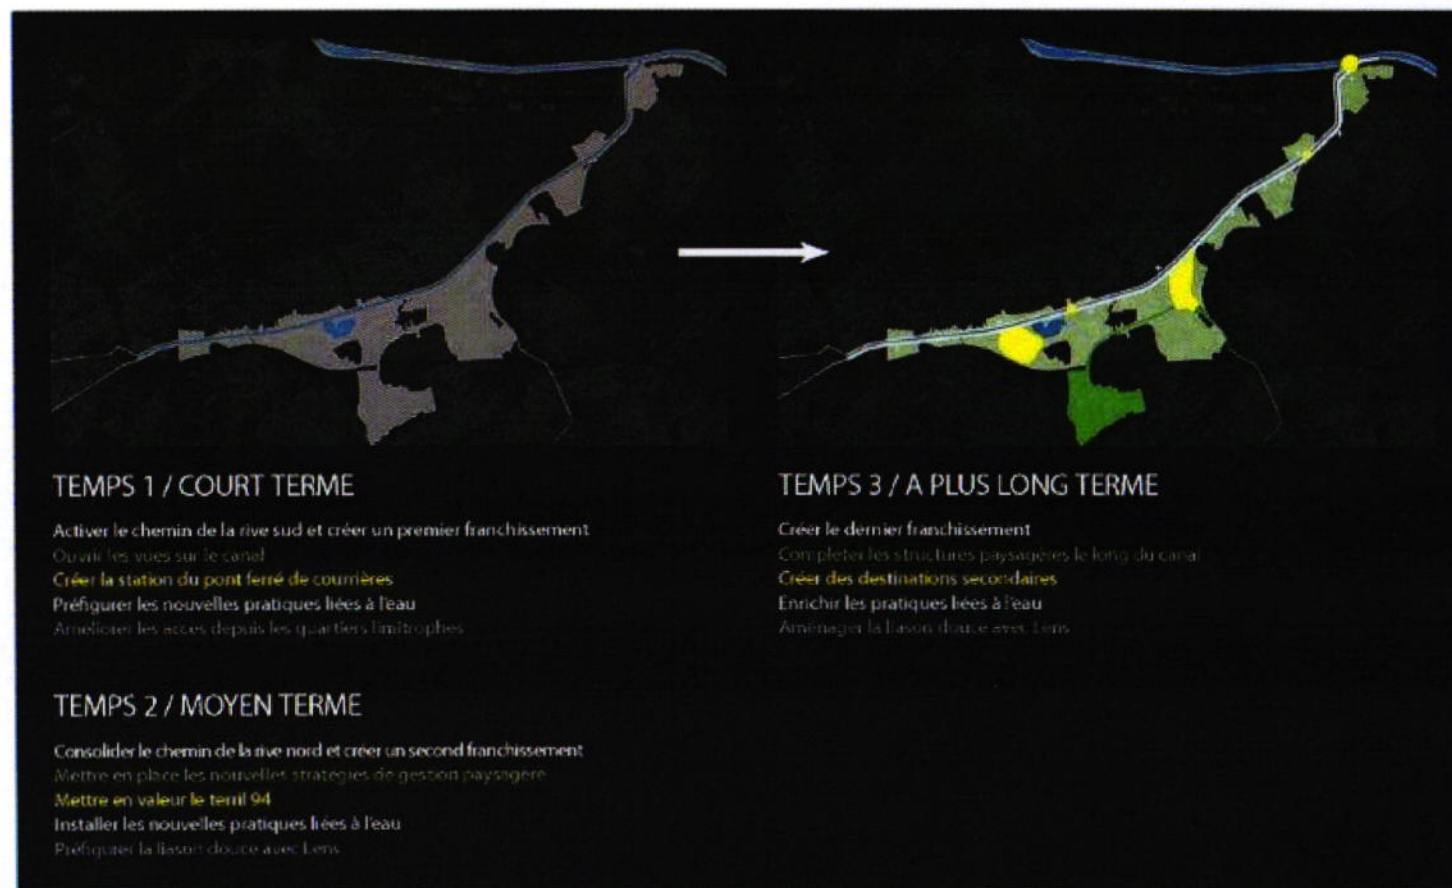 TEMPS 1 / COURT TERME
Activer le chemin de la rive sud et créer un premier franchissement
Ouvrir les vues sur le canal
Créer la station du pont ferré de courrières
Préfigurer les nouvelles pratiques liées à l'eau
Améliorer les accès depuis les quartiers limitrophes
TEMPS 2 / MOYEN TERME
Consolider le chemin de la rive nord et créer un second franchissement
Mettre en place les nouvelles stratégies de gestion paysagère
Mettre en valeur le terril 94
Installer les nouvelles pratiques liées à l'eau
Préfigurer la liason douce avec Lens
TEMPS 3 / A PLUS LONG TERME
Créer le dernier franchissement
Completer les structures paysagères le long du canal
Créer des destinations secondaires
Enrichir les pratiques liées à l'eau
Aménager la liason douce avec Lens